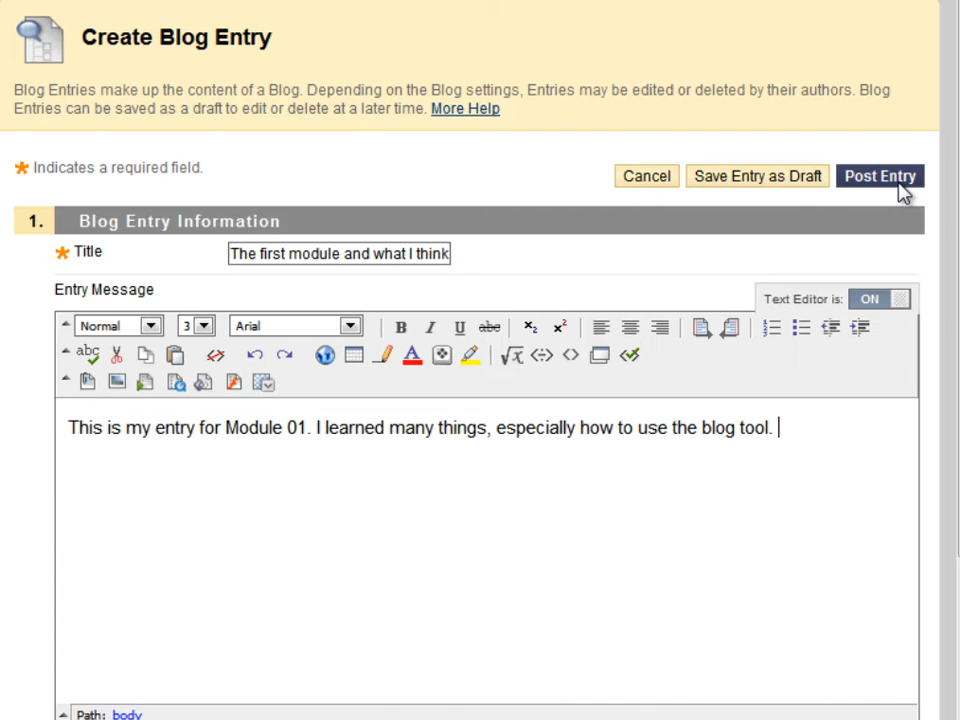 Create Blog Entry
Blog Entries make up the content of a Blog. Depending on the Blog settings, Entries may be edited or deleted by their authors. Blog
Entries can be saved as a draft to edit or delete at a later time. More Help
Indicates a required field.
Cancel Save Entry as Draft Post Entry
1. Blog Entry Information
Title The first module and what I think
Entry Message
Text Editor is: ON
Normal 3 Arial B I U abc x₂ x²
abc A
This is my entry for Module 01. I learned many things, especially how to use the blog tool.
Path: body